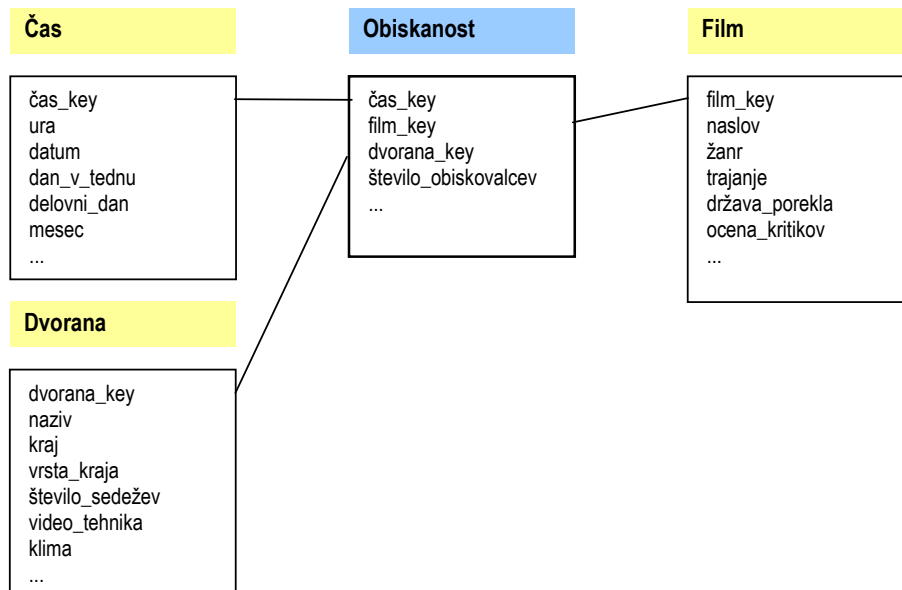 Čas
čas_key
ura
datum
dan_v_tednu
delovni_dan
mesec
...
Obiskanost
čas_key
film_key
dvorana_key
število_obiskovalcev
...
Film
film_key
naslov
žanr
trajanje
država_porekla
ocena_kritikov
...
Dvorana
dvorana_key
naziv
kraj
vrsta_kraja
število_sedežev
video_tehnika
klima
...